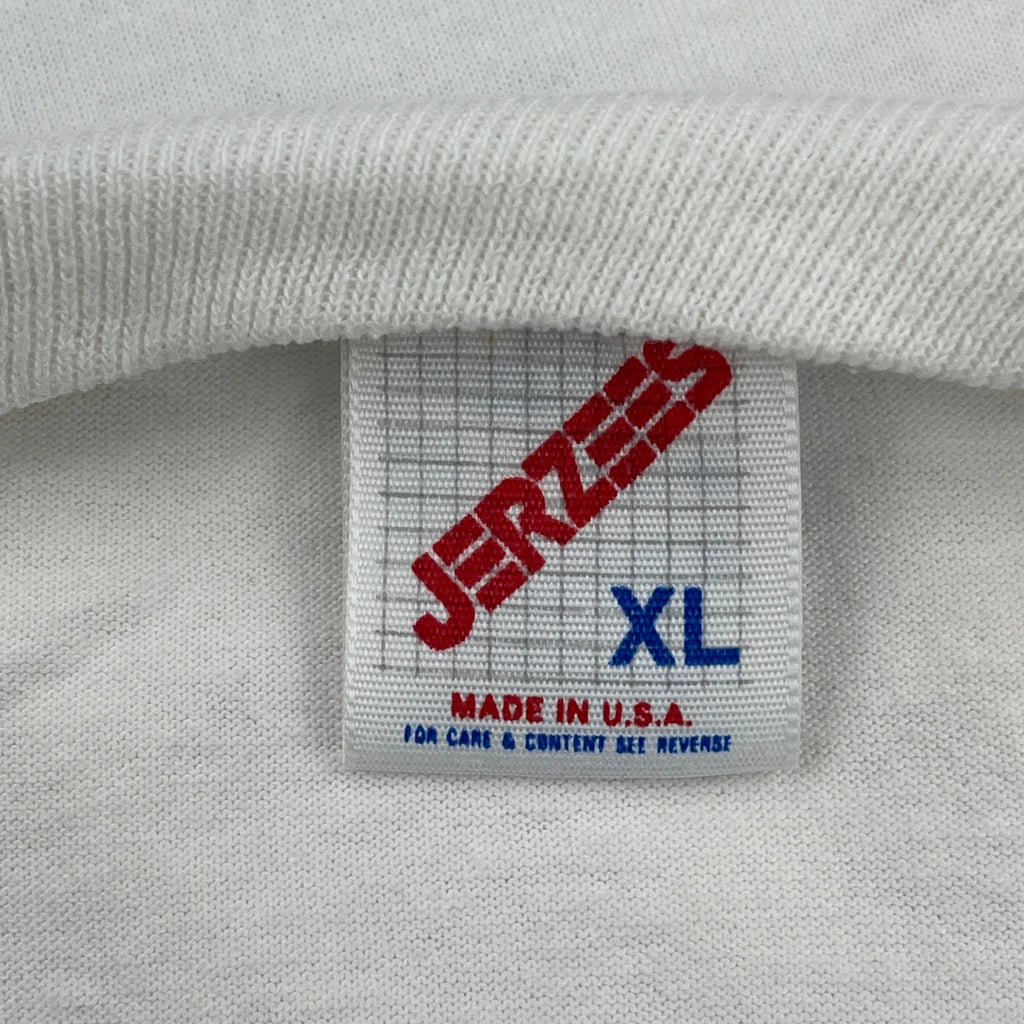 JERZEES
XL
MADE IN U.S.A.
FOR CARE & CONTENT SEE REVERSE